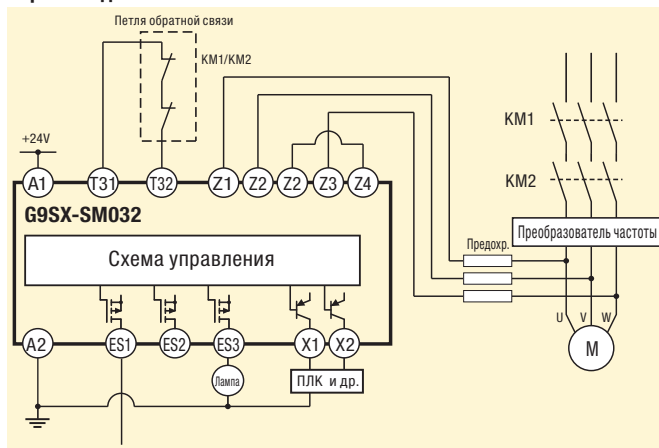 Петля обратной связи
KM1/KM2
+24V
A1
T31
T32
Z1
Z2
Z2
Z3
Z4
G9SX-SM032
Схема управления
A2
ES1
ES2
ES3
X1
X2
Лампа
ПЛК и др.
KM1
KM2
Преобразователь частоты
Предохр.
U
V
W
M